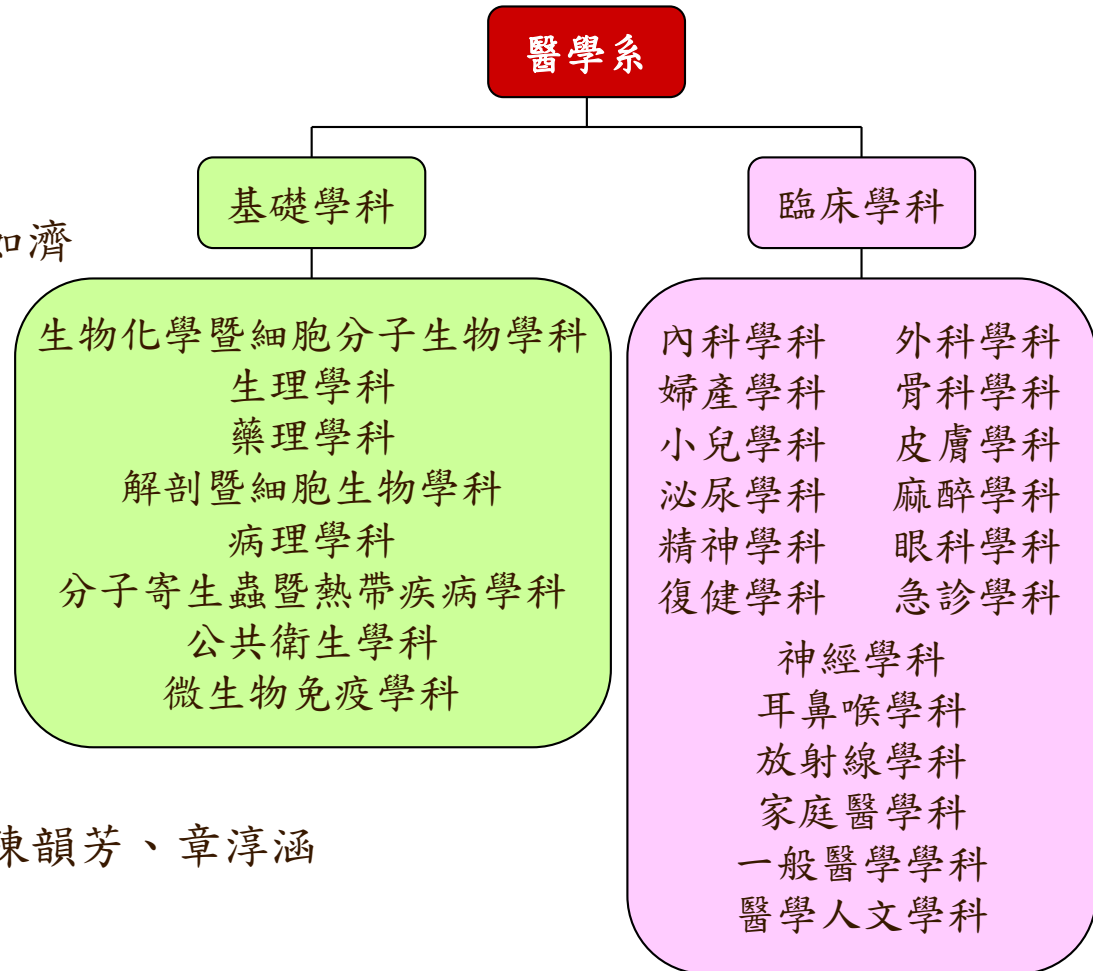 醫學系
基礎學科
臨床學科
如濟
生物化學暨細胞分子生物學科
生理學科
藥理學科
解剖暨細胞生物學科
病理學科
分子寄生蟲暨熱帶疾病學科
公共衛生學科
微生物免疫學科
內科學科 外科學科
婦產學科 骨科學科
小兒學科 皮膚學科
泌尿學科 麻醉學科
精神學科 眼科學科
復健學科 急診學科
神經學科
耳鼻喉學科
放射線學科
家庭醫學科
一般醫學學科
醫學人文學科
陳韻芳、章淳涵